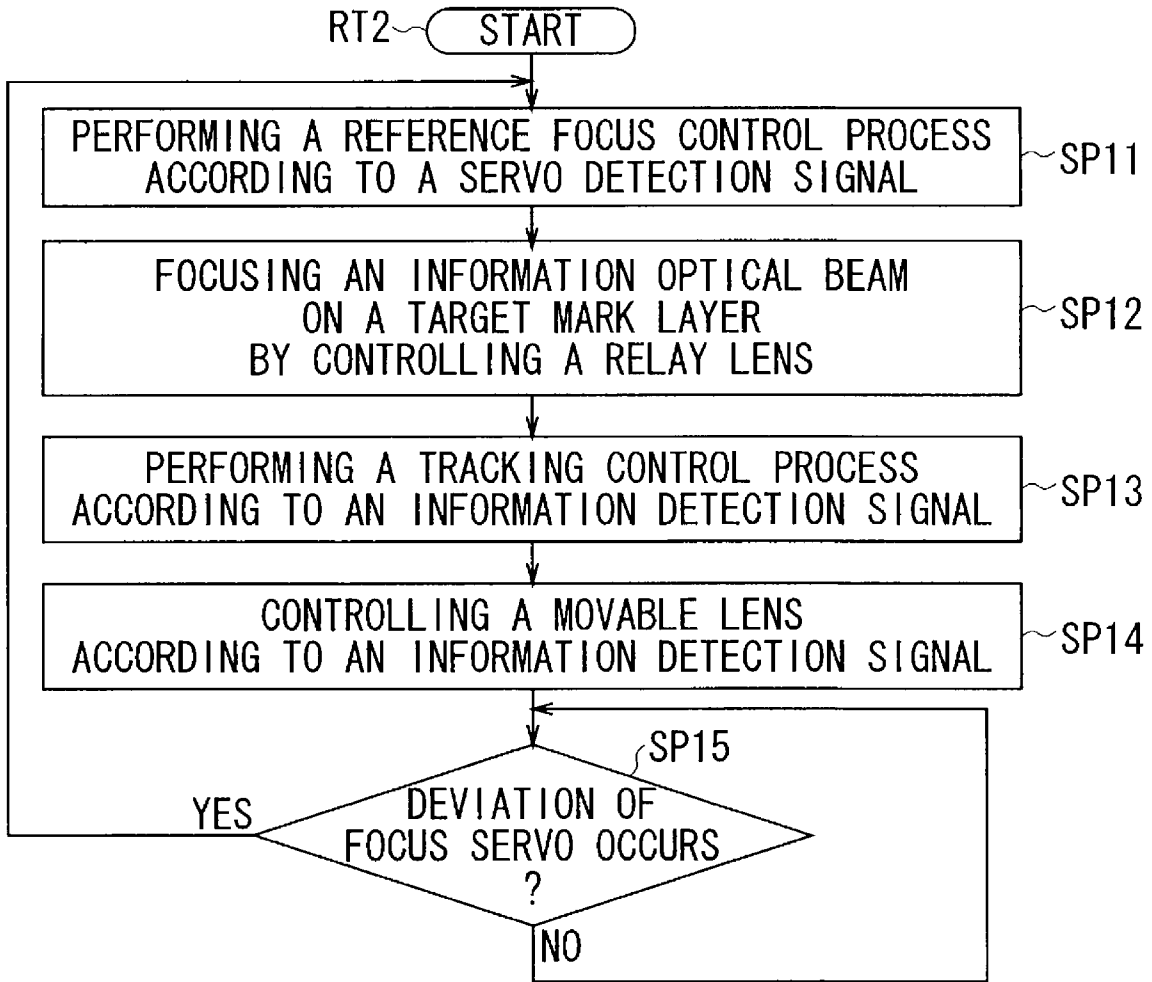 RT2
START
PERFORMING A REFERENCE FOCUS CONTROL PROCESS
ACCORDING TO A SERVO DETECTION SIGNAL
SP11
FOCUSING AN INFORMATION OPTICAL BEAM
ON A TARGET MARK LAYER
BY CONTROLLING A RELAY LENS
SP12
PERFORMING A TRACKING CONTROL PROCESS
ACCORDING TO AN INFORMATION DETECTION SIGNAL
SP13
CONTROLLING A MOVABLE LENS
ACCORDING TO AN INFORMATION DETECTION SIGNAL
SP14
SP15
YES
DEVIATION OF
FOCUS SERVO OCCURS
?
NO